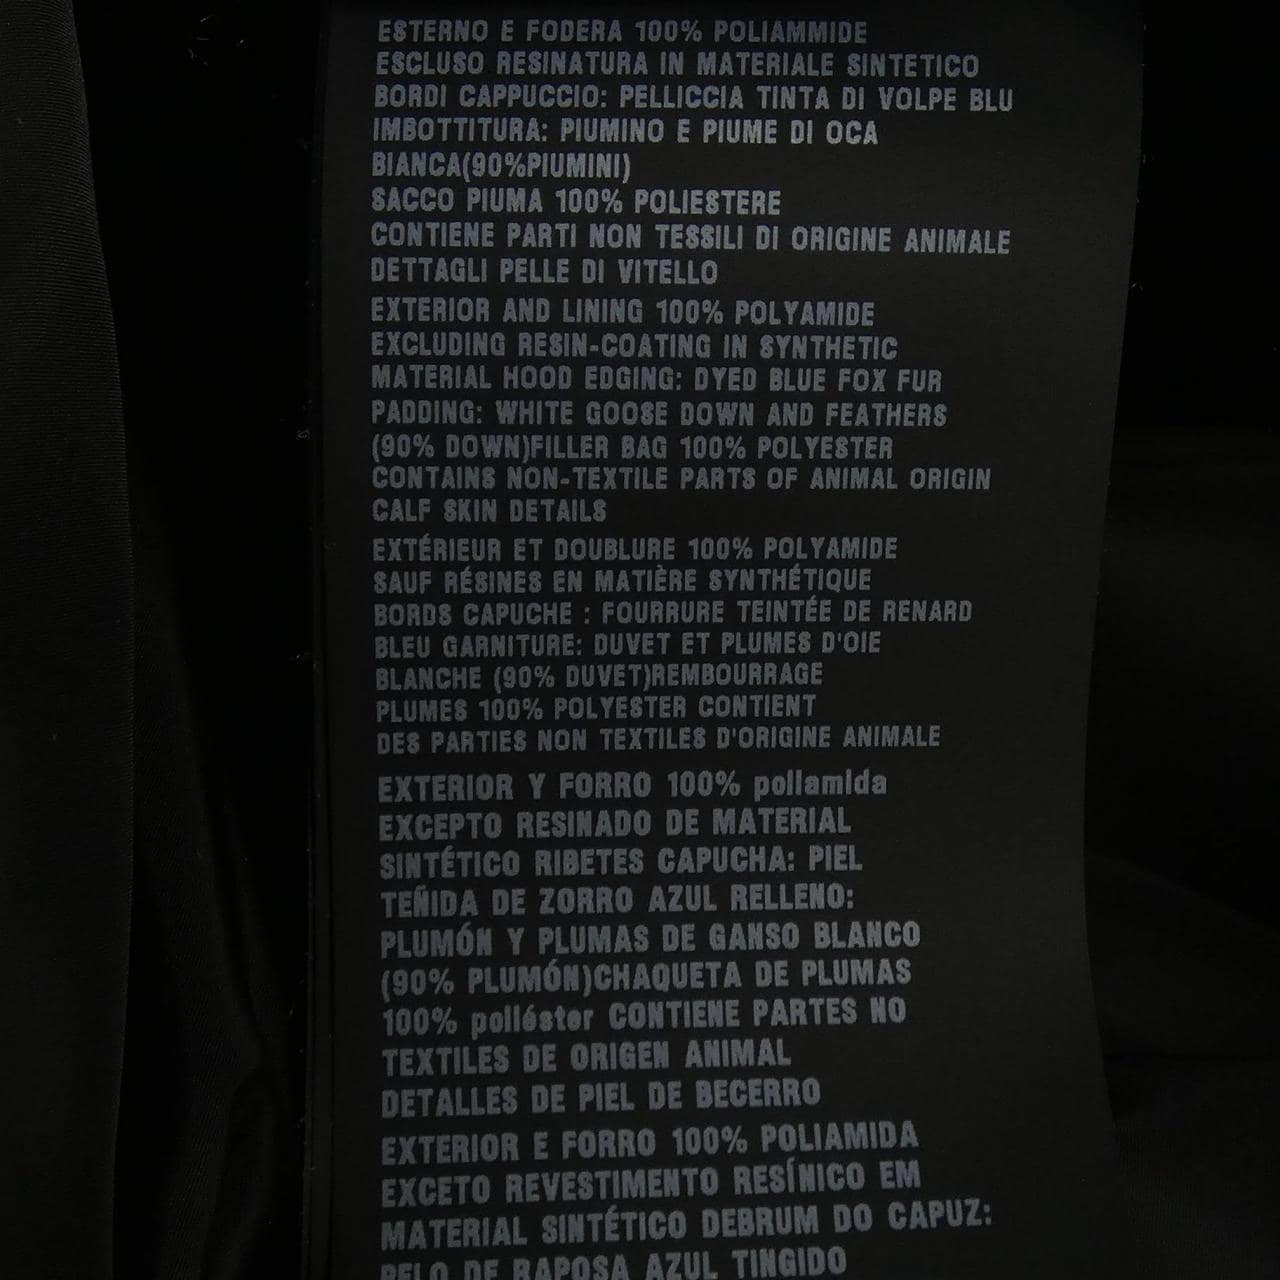 ESTERNO E FODERA 100% POLIAMMIDE
ESCLUSO RESINATURA IN MATERIALE SINTETICO
BORDI CAPPUCCIO: PELLICCIA TINTA DI VOLPE BLU
IMBOTTITURA: PIUMINO E PIUME DI OCA
BIANCA(90%PIUMINI)
SACCO PIUMA 100% POLIESTERE
CONTIENE PARTI NON TESSILI DI ORIGINE ANIMALE
DETTAGLI PELLE DI VITELLO
EXTERIOR AND LINING 100% POLYAMIDE
EXCLUDING RESIN-COATING IN SYNTHETIC
MATERIAL HOOD EDGING: DYED BLUE FOX FUR
PADDING: WHITE GOOSE DOWN AND FEATHERS
(90% DOWN)FILLER BAG 100% POLYESTER
CONTAINS NON-TEXTILE PARTS OF ANIMAL ORIGIN
CALF SKIN DETAILS
EXTÉRIEUR ET DOUBLURE 100% POLYAMIDE
SAUF RÉSINES EN MATIÈRE SYNTHÉTIQUE
BORDS CAPUCHE : FOURRURE TEINTÉE DE RENARD
BLEU GARNITURE: DUVET ET PLUMES D'OIE
BLANCHE (90% DUVET)REMBOURRAGE
PLUMES 100% POLYESTER CONTIENT
DES PARTIES NON TEXTILES D'ORIGINE ANIMALE
EXTERIOR Y FORRO 100% poliamida
EXCEPTO RESINADO DE MATERIAL
SINTÉTICO RIBETES CAPUCHA: PIEL
TEÑIDA DE ZORRO AZUL RELLENO:
PLUMÓN Y PLUMAS DE GANSO BLANCO
(90% PLUMÓN)CHAQUETA DE PLUMAS
100% poliéster CONTIENE PARTES NO
TEXTILES DE ORIGEN ANIMAL
DETALLES DE PIEL DE BECERRO
EXTERIOR E FORRO 100% POLIAMIDA
EXCETO REVESTIMENTO RESÍNICO EM
MATERIAL SINTÉTICO DEBRUM DO CAPUZ:
PELO DE RAPOSA AZUL TINGIDO